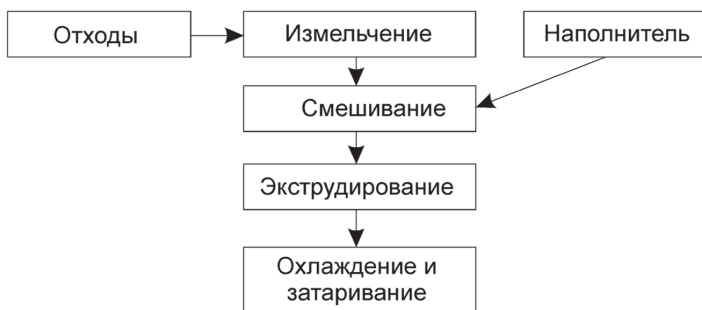 Отходы
Измельчение
Наполнитель
Смешивание
Экструдирование
Охлаждение и
затаривание